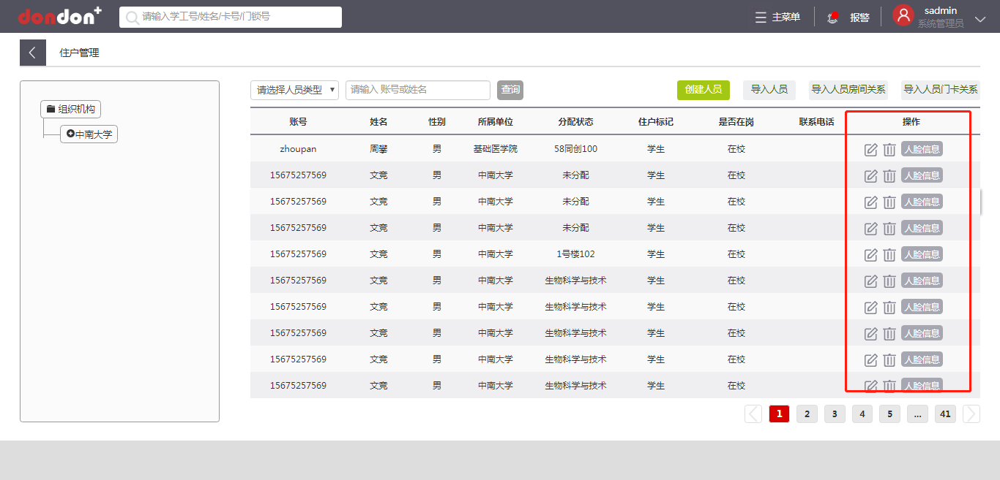 dondon+ 请输入学工号/姓名/卡号/门锁号 主菜单 报警 sadmin
系统管理员
住户管理
组织机构
中南大学
请选择人员类型 请输入 账号或姓名 查询 创建人员 导入人员 导入人员房间关系 导入人员门卡关系
账号 姓名 性别 所属单位 分配状态 住户标记 是否在岗 联系电话 操作
zhoupan 周攀 男 基础医学院 58同创100 学生 在校 人脸信息
15675257569 文竞 男 中南大学 未分配 学生 在校 人脸信息
15675257569 文竞 男 中南大学 未分配 学生 在校 人脸信息
15675257569 文竞 男 中南大学 未分配 学生 在校 人脸信息
15675257569 文竞 男 中南大学 1号楼102 学生 在校 人脸信息
15675257569 文竞 男 中南大学 生物科学与技术 学生 在校 人脸信息
15675257569 文竞 男 中南大学 生物科学与技术 学生 在校 人脸信息
15675257569 文竞 男 中南大学 生物科学与技术 学生 在校 人脸信息
15675257569 文竞 男 中南大学 生物科学与技术 学生 在校 人脸信息
15675257569 文竞 男 中南大学 生物科学与技术 学生 在校 人脸信息
1 2 3 4 5 ... 41